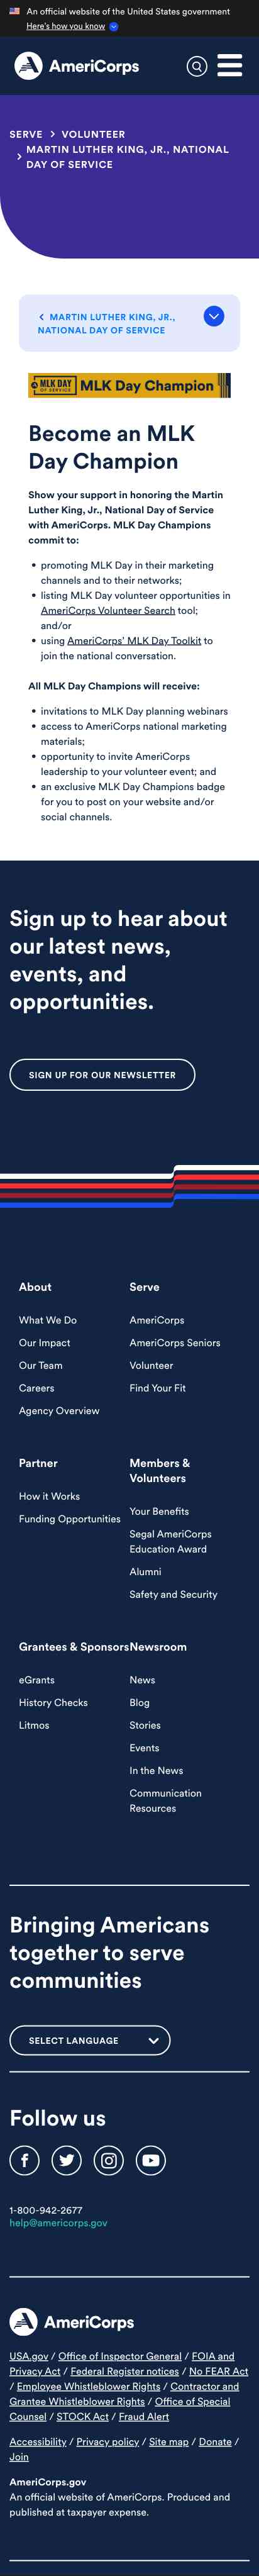 An official website of the United States government
Here's how you know
AmeriCorps
SERVE > VOLUNTEER
> MARTIN LUTHER KING, JR., NATIONAL
DAY OF SERVICE
< MARTIN LUTHER KING, JR.,
NATIONAL DAY OF SERVICE
MLK DAY
OF SERVICE
MLK Day Champion
Become an MLK
Day Champion
Show your support in honoring the Martin
Luther King, Jr., National Day of Service
with AmeriCorps. MLK Day Champions
commit to:
• promoting MLK Day in their marketing
channels and to their networks;
• listing MLK Day volunteer opportunities in
AmeriCorps Volunteer Search tool;
and/or
• using AmeriCorps' MLK Day Toolkit to
join the national conversation.
All MLK Day Champions will receive:
• invitations to MLK Day planning webinars
• access to AmeriCorps national marketing
materials;
• opportunity to invite AmeriCorps
leadership to your volunteer event; and
• an exclusive MLK Day Champions badge
for you to post on your website and/or
social channels.
Sign up to hear about
our latest news,
events, and
opportunities.
SIGN UP FOR OUR NEWSLETTER
About
What We Do
Our Impact
Our Team
Careers
Agency Overview
Serve
AmeriCorps
AmeriCorps Seniors
Volunteer
Find Your Fit
Partner
How it Works
Funding Opportunities
Members &
Volunteers
Your Benefits
Segal AmeriCorps
Education Award
Alumni
Safety and Security
Grantees & Sponsors
eGrants
History Checks
Litmos
Newsroom
News
Blog
Stories
Events
In the News
Communication
Resources
Bringing Americans
together to serve
communities
SELECT LANGUAGE
Follow us
1-800-942-2677
help@americorps.gov
AmeriCorps
USA.gov / Office of Inspector General / FOIA and
Privacy Act / Federal Register notices / No FEAR Act
/ Employee Whistleblower Rights / Contractor and
Grantee Whistleblower Rights / Office of Special
Counsel / STOCK Act / Fraud Alert
Accessibility / Privacy policy / Site map / Donate /
Join
AmeriCorps.gov
An official website of AmeriCorps. Produced and
published at taxpayer expense.